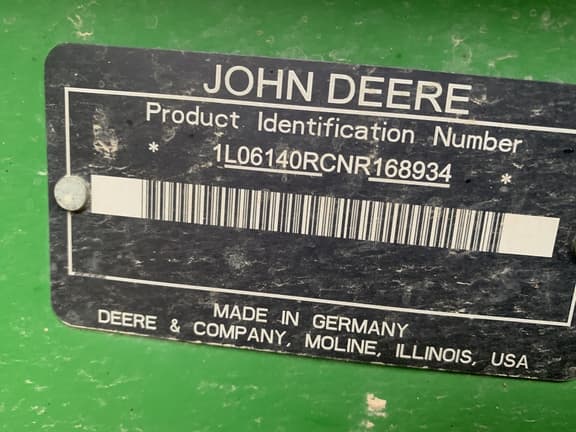 JOHN DEERE
Product Identification Number
* 1L06140RCNR168934 *
MADE IN GERMANY
DEERE & COMPANY, MOLINE, ILLINOIS, USA